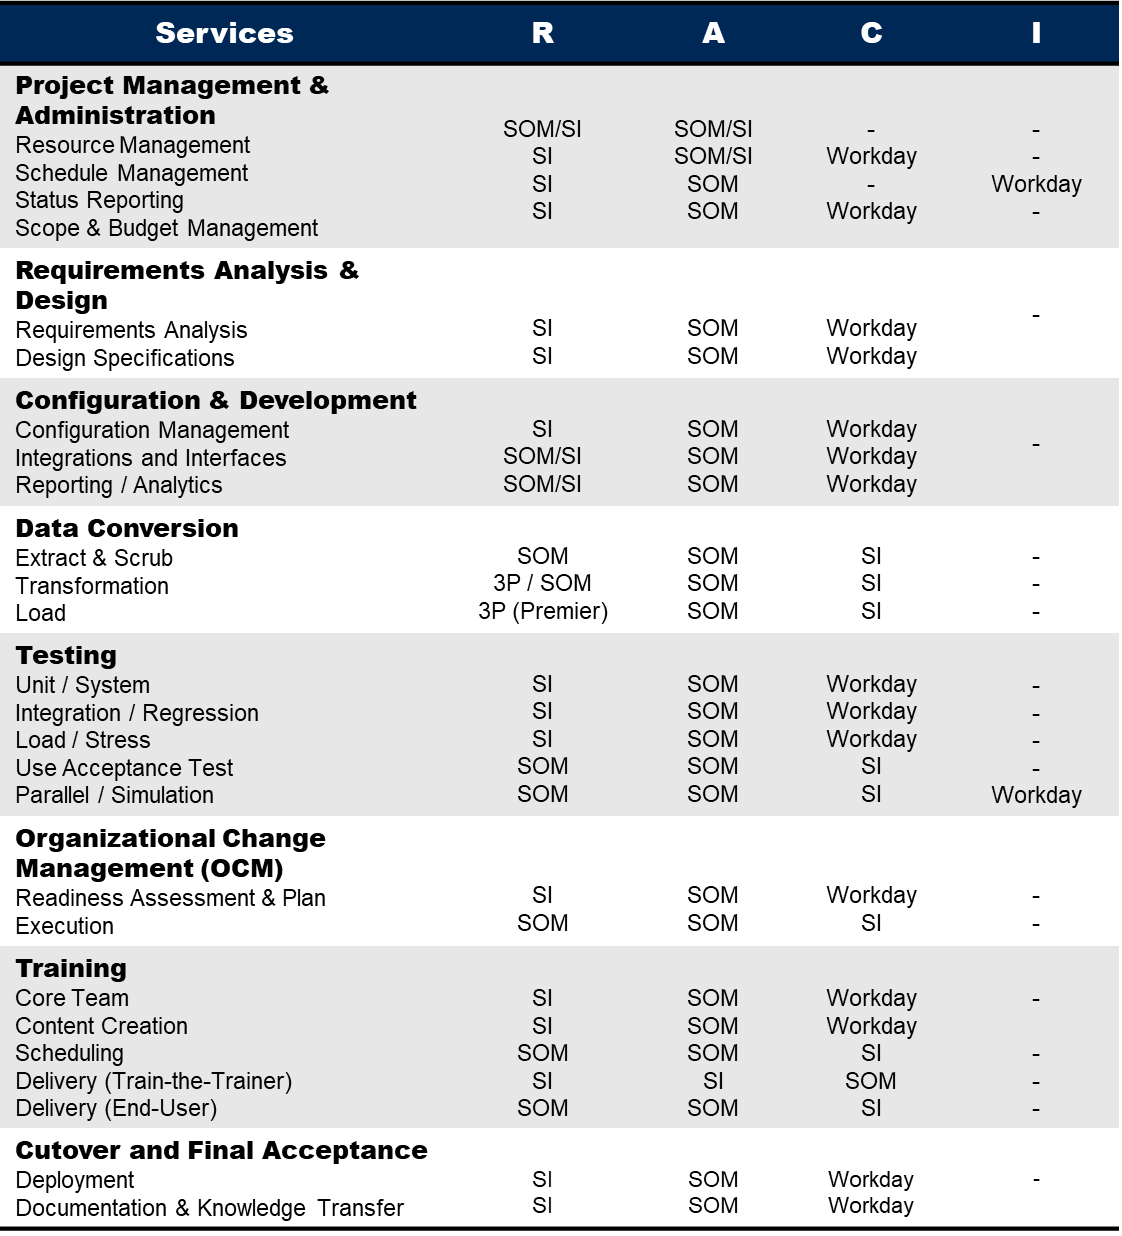 Services R A C I
Project Management &
Administration
Resource Management SOM/SI SOM/SI - -
Schedule Management SI SOM/SI Workday -
Status Reporting SI SOM - Workday
Scope & Budget Management SI SOM Workday -
Requirements Analysis &
Design
-
Requirements Analysis SI SOM Workday
Design Specifications SI SOM Workday
Configuration & Development
Configuration Management SI SOM Workday
-
Integrations and Interfaces SOM/SI SOM Workday
Reporting / Analytics SOM/SI SOM Workday
Data Conversion
Extract & Scrub SOM SOM SI -
Transformation 3P / SOM SOM SI -
Load 3P (Premier) SOM SI -
Testing
Unit / System SI SOM Workday -
Integration / Regression SI SOM Workday -
Load / Stress SI SOM Workday -
Use Acceptance Test SOM SOM SI -
Parallel / Simulation SOM SOM SI Workday
Organizational Change
Management (OCM)
Readiness Assessment & Plan SI SOM Workday -
Execution SOM SOM SI -
Training
Core Team SI SOM Workday -
Content Creation SI SOM Workday
Scheduling SOM SOM SI -
Delivery (Train-the-Trainer) SI SI SOM -
Delivery (End-User) SOM SOM SI -
Cutover and Final Acceptance
Deployment SI SOM Workday -
Documentation & Knowledge Transfer SI SOM Workday